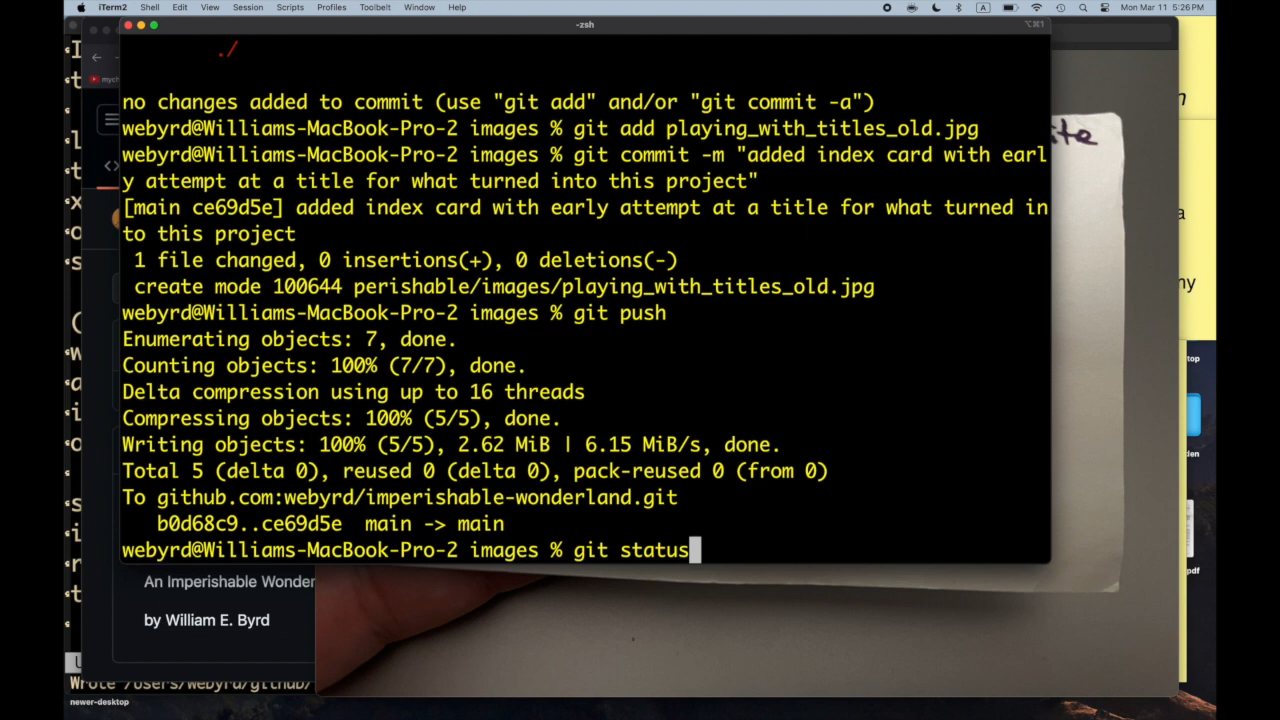 iTerm2 Shell Edit View Session Scripts Profiles Toolbelt Window Help A Mon Mar 11 5:26 PM
-zsh ⌥⌘1
./
no changes added to commit (use "git add" and/or "git commit -a")
webyrd@Williams-MacBook-Pro-2 images % git add playing_with_titles_old.jpg
webyrd@Williams-MacBook-Pro-2 images % git commit -m "added index card with earl
y attempt at a title for what turned into this project"
[main ce69d5e] added index card with early attempt at a title for what turned in
to this project
1 file changed, 0 insertions(+), 0 deletions(-)
create mode 100644 perishable/images/playing_with_titles_old.jpg
webyrd@Williams-MacBook-Pro-2 images % git push
Enumerating objects: 7, done.
Counting objects: 100% (7/7), done.
Delta compression using up to 16 threads
Compressing objects: 100% (5/5), done.
Writing objects: 100% (5/5), 2.62 MiB | 6.15 MiB/s, done.
Total 5 (delta 0), reused 0 (delta 0), pack-reused 0 (from 0)
To github.com:webyrd/imperishable-wonderland.git
b0d68c9..ce69d5e main -> main
webyrd@Williams-MacBook-Pro-2 images % git status
An Imperishable Wonder
by William E. Byrd
Wrote /Users/webyrd/github/
newer-desktop